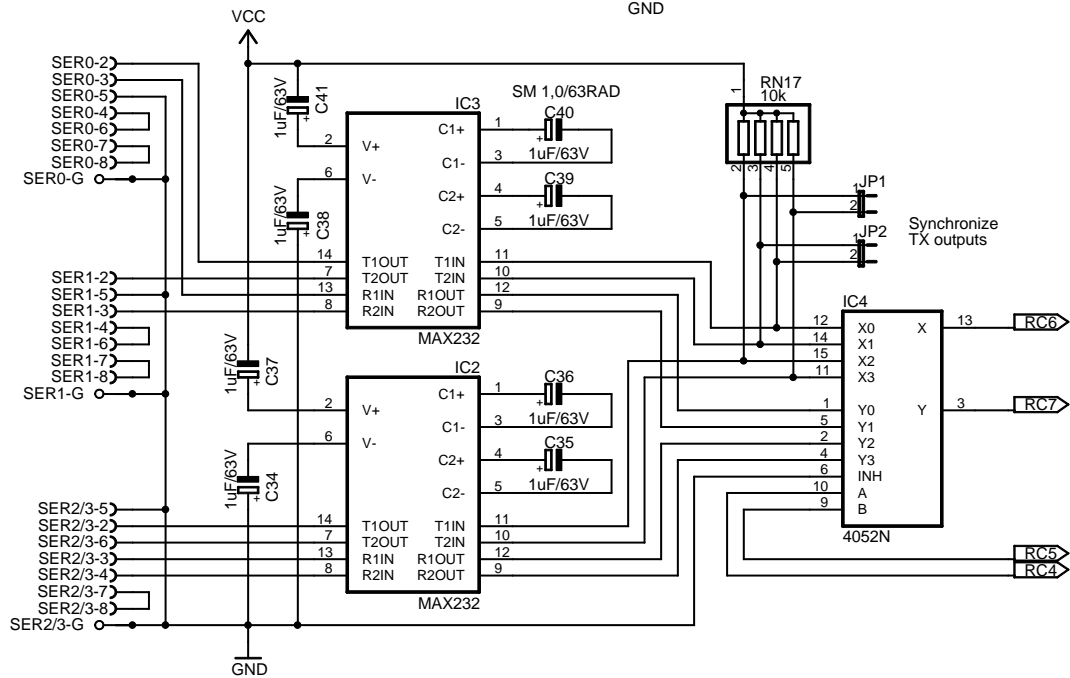 GND
VCC
SER0-2
SER0-3
SER0-5
SER0-4
SER0-6
SER0-7
SER0-8
SER0-G
SER1-2
SER1-5
SER1-3
SER1-4
SER1-6
SER1-7
SER1-8
SER1-G
SER2/3-5
SER2/3-2
SER2/3-6
SER2/3-3
SER2/3-4
SER2/3-7
SER2/3-8
SER2/3-G
GND
1uF/63V
C41
1uF/63V
C38
1uF/63V
C37
1uF/63V
C34
+
+
+
+
IC3
2 V+
6 V-
14 T1OUT
7 T2OUT
13 R1IN
8 R2IN
C1+ 1
C1- 3
C2+ 4
C2- 5
T1IN 11
T2IN 10
R1OUT 12
R2OUT 9
MAX232
SM 1,0/63RAD
C40
+
1uF/63V
C39
+
1uF/63V
IC2
2 V+
6 V-
14 T1OUT
7 T2OUT
13 R1IN
8 R2IN
C1+ 1
C1- 3
C2+ 4
C2- 5
T1IN 11
T2IN 10
R1OUT 12
R2OUT 9
MAX232
C36
+
1uF/63V
C35
+
1uF/63V
RN17
10k
1
2 3 4 5
JP1
1
2
JP2
1
2
Synchronize
TX outputs
IC4
12 X0 X 13
14 X1
15 X2
11 X3
1 Y0 Y 3
5 Y1
2 Y2
4 Y3
6 INH
10 A
9 B
4052N
RC6
RC7
RC5
RC4